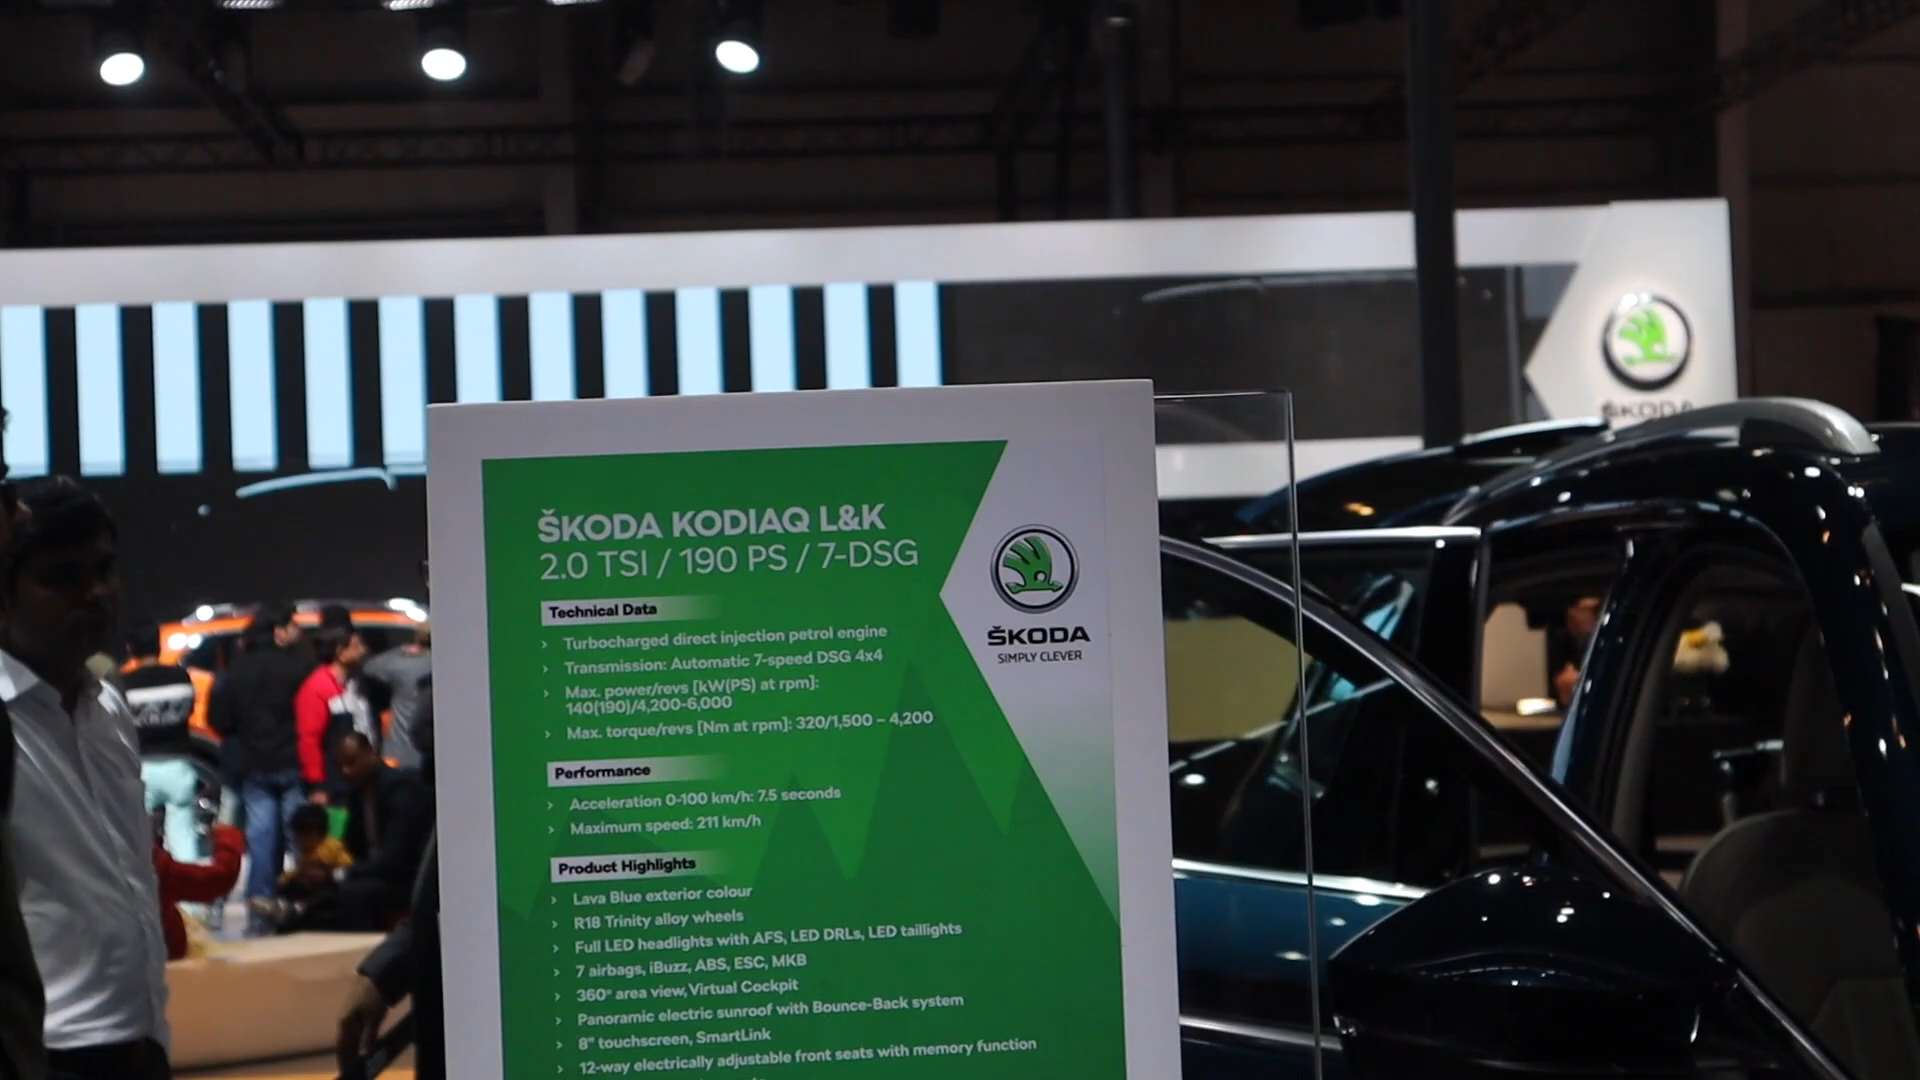 ŠKODA
ŠKODA KODIAQ L&K
2.0 TSI / 190 PS / 7-DSG
Technical Data
› Turbocharged direct injection petrol engine
› Transmission: Automatic 7-speed DSG 4x4
› Max. power/revs [kW(PS) at rpm]:
140(190)/4,200-6,000
› Max. torque/revs [Nm at rpm]: 320/1,500 – 4,200
Performance
› Acceleration 0-100 km/h: 7.5 seconds
› Maximum speed: 211 km/h
Product Highlights
› Lava Blue exterior colour
› R18 Trinity alloy wheels
› Full LED headlights with AFS, LED DRLs, LED taillights
› 7 airbags, iBuzz, ABS, ESC, MKB
› 360° area view, Virtual Cockpit
› Panoramic electric sunroof with Bounce-Back system
› 8" touchscreen, SmartLink
› 12-way electrically adjustable front seats with memory function
ŠKODA
SIMPLY CLEVER